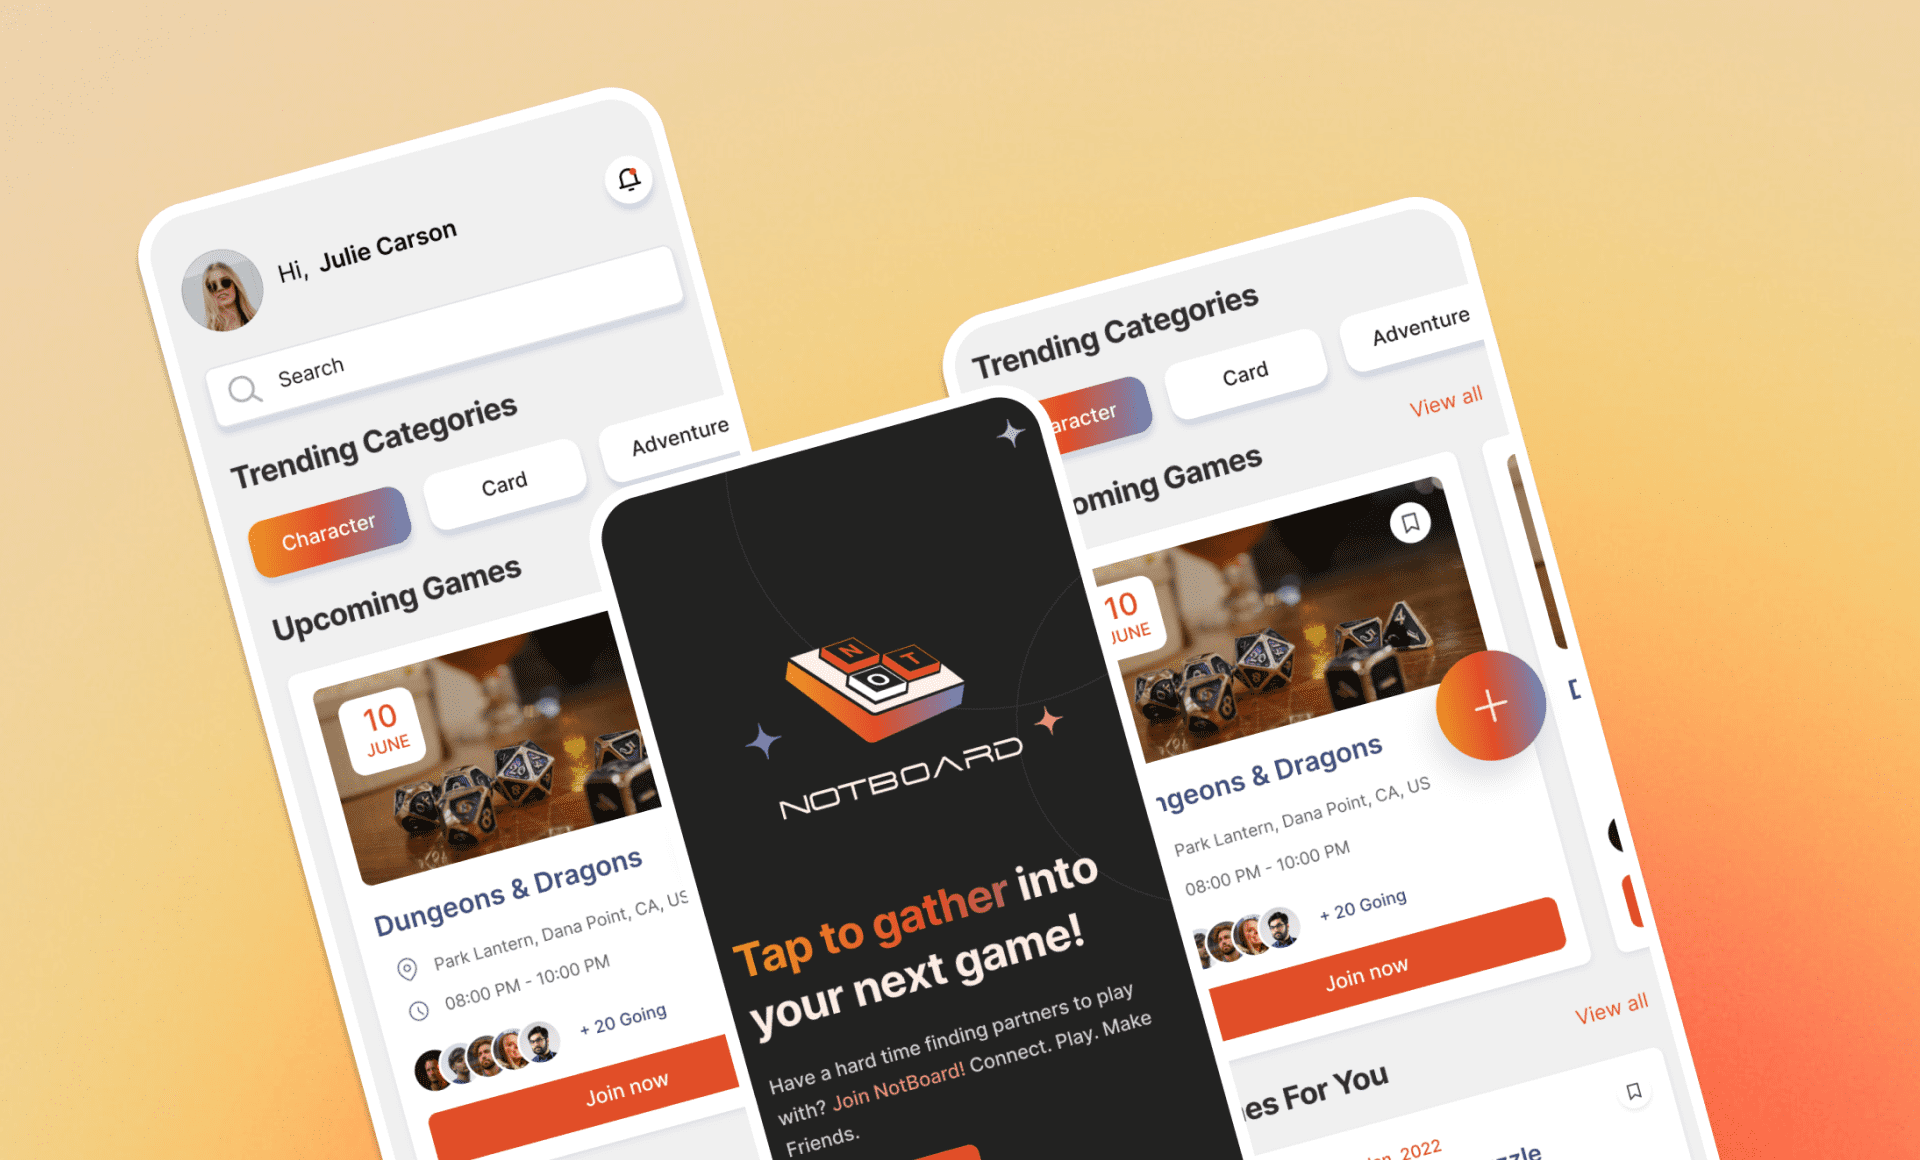 Hi, Julie Carson
Search
Trending Categories
Character
Card
Adventure
Upcoming Games
10
JUNE
Dungeons & Dragons
Park Lantern, Dana Point, CA, US
08:00 PM - 10:00 PM
+ 20 Going
Join now
N
O
T
NOTBOARD
Tap to gather into
your next game!
Have a hard time finding partners to play
with? Join NotBoard! Connect. Play. Make
Friends.
Trending Categories
aracter
Card
Adventure
View all
oming Games
10
JUNE
ngeons & Dragons
Park Lantern, Dana Point, CA, US
08:00 PM - 10:00 PM
+ 20 Going
Join now
View all
es For You
2022
zzle